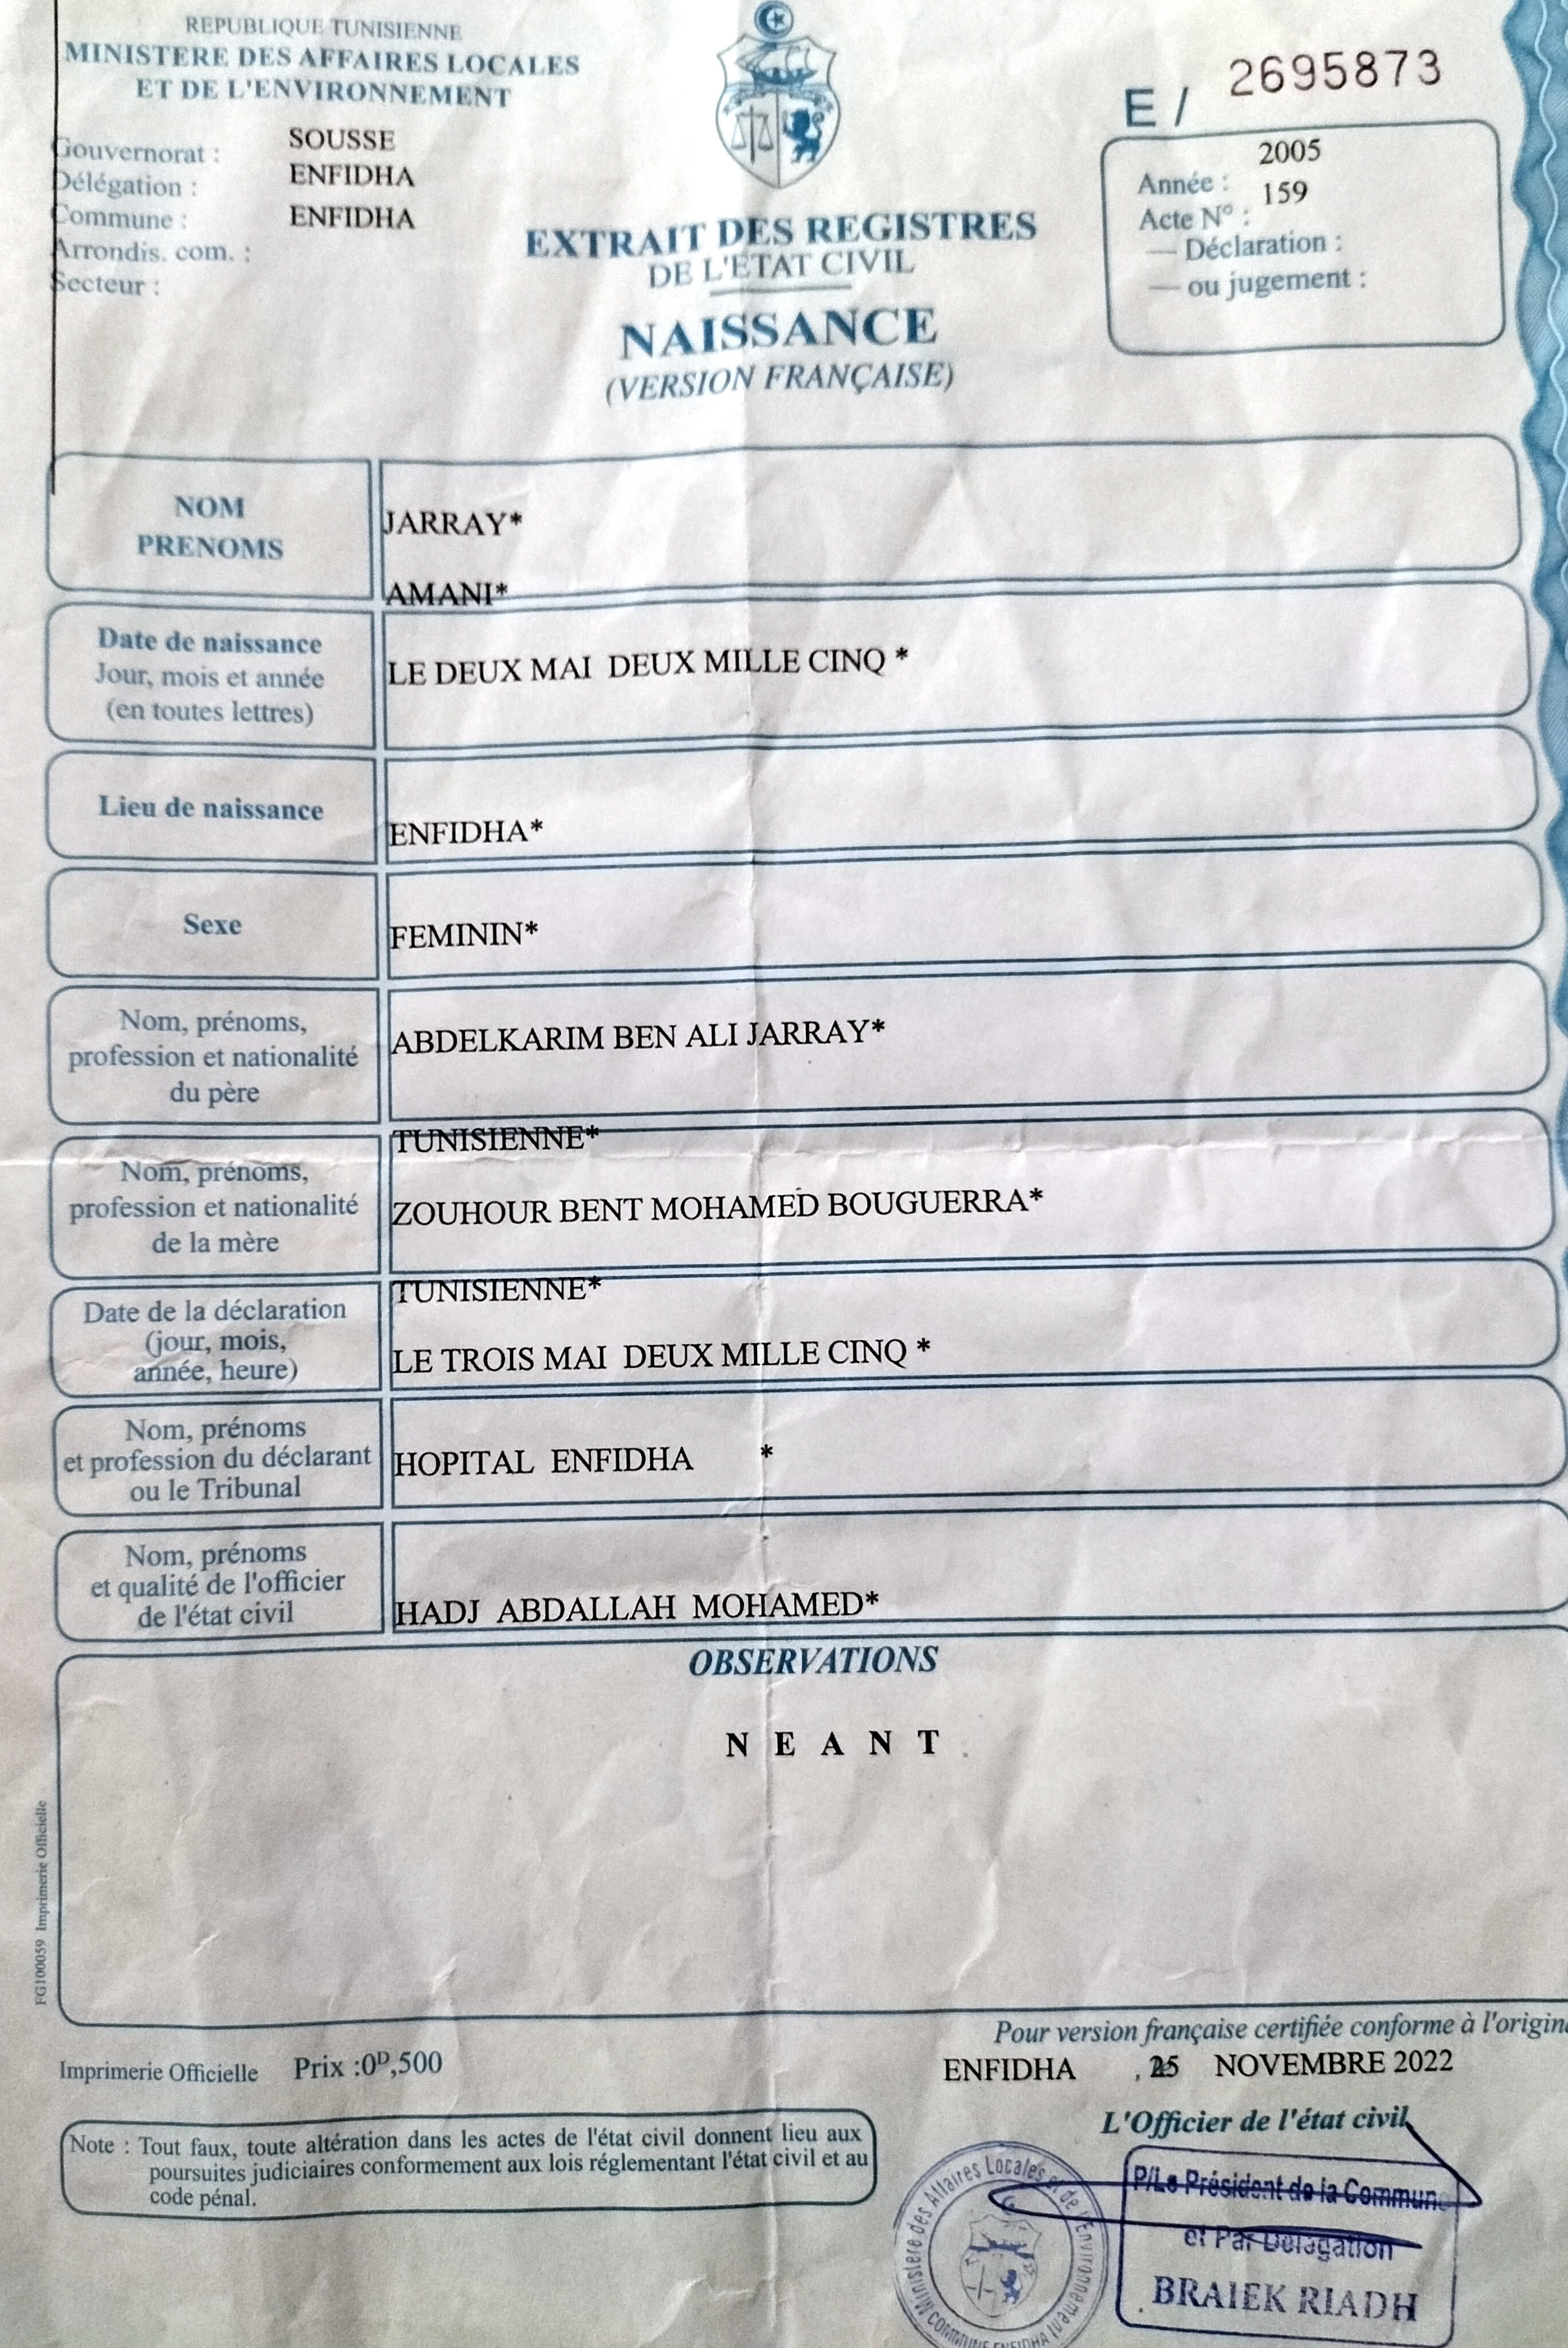 REPUBLIQUE TUNISIENNE
MINISTERE DES AFFAIRES LOCALES
ET DE L'ENVIRONNEMENT
Gouvernorat : SOUSSE
Délégation : ENFIDHA
Commune : ENFIDHA
Arrondis. com. :
Secteur :
E / 2695873
Année : 2005
Acte N° : 159
— Déclaration :
— ou jugement :
EXTRAIT DES REGISTRES
DE L'ETAT CIVIL
NAISSANCE
(VERSION FRANÇAISE)
NOM
PRENOMS
JARRAY*
AMANI*
Date de naissance
Jour, mois et année
(en toutes lettres)
LE DEUX MAI DEUX MILLE CINQ *
Lieu de naissance
ENFIDHA*
Sexe
FEMININ*
Nom, prénoms,
profession et nationalité
du père
ABDELKARIM BEN ALI JARRAY*
TUNISIENNE*
Nom, prénoms,
profession et nationalité
de la mère
ZOUHOUR BENT MOHAMED BOUGUERRA*
TUNISIENNE*
Date de la déclaration
(jour, mois,
année, heure)
LE TROIS MAI DEUX MILLE CINQ *
Nom, prénoms
et profession du déclarant
ou le Tribunal
HOPITAL ENFIDHA *
Nom, prénoms
et qualité de l'officier
de l'état civil
HADJ ABDALLAH MOHAMED*
OBSERVATIONS
N E A N T
FG100059 Imprimerie Officielle
Pour version française certifiée conforme à l'origin
Imprimerie Officielle Prix :0ᴰ,500
ENFIDHA , 25 NOVEMBRE 2022
L'Officier de l'état civil
Note : Tout faux, toute altération dans les actes de l'état civil donnent lieu aux
poursuites judiciaires conformement aux lois réglementant l'état civil et au
code pénal.
Ministère des Affaires Locales et de l'Environnement
COMMUNE ENFIDHA
P/Le Président de la Commune
et Par Délégation
BRAIEK RIADH